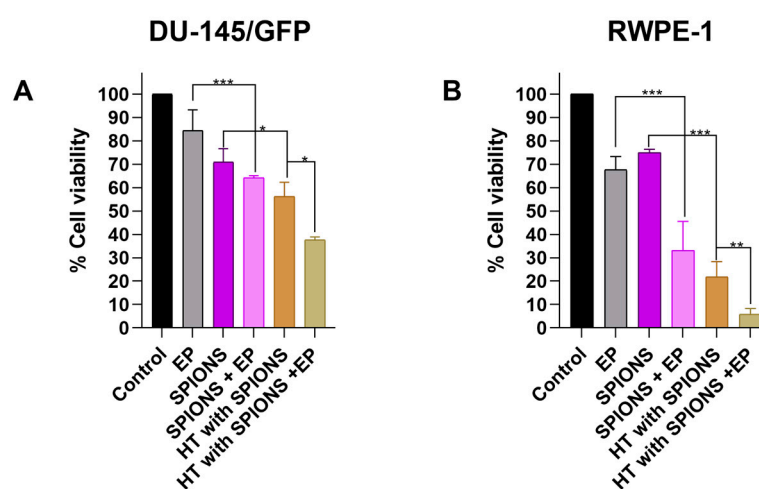 DU-145/GFP
A
% Cell viability
100
90
80
70
60
50
40
30
20
10
0
***
*
*
Control
EP
SPIONS
SPIONS + EP
HT with SPIONS
HT with SPIONS +EP
RWPE-1
B
% Cell viability
100
90
80
70
60
50
40
30
20
10
0
***
***
**
Control
EP
SPIONS
SPIONS + EP
HT with SPIONS
HT with SPIONS +EP